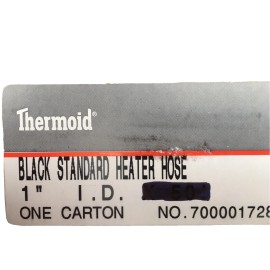 Thermoid®
BLACK STANDARD HEATER HOSE
1" I.D.
ONE CARTON NO.700001728